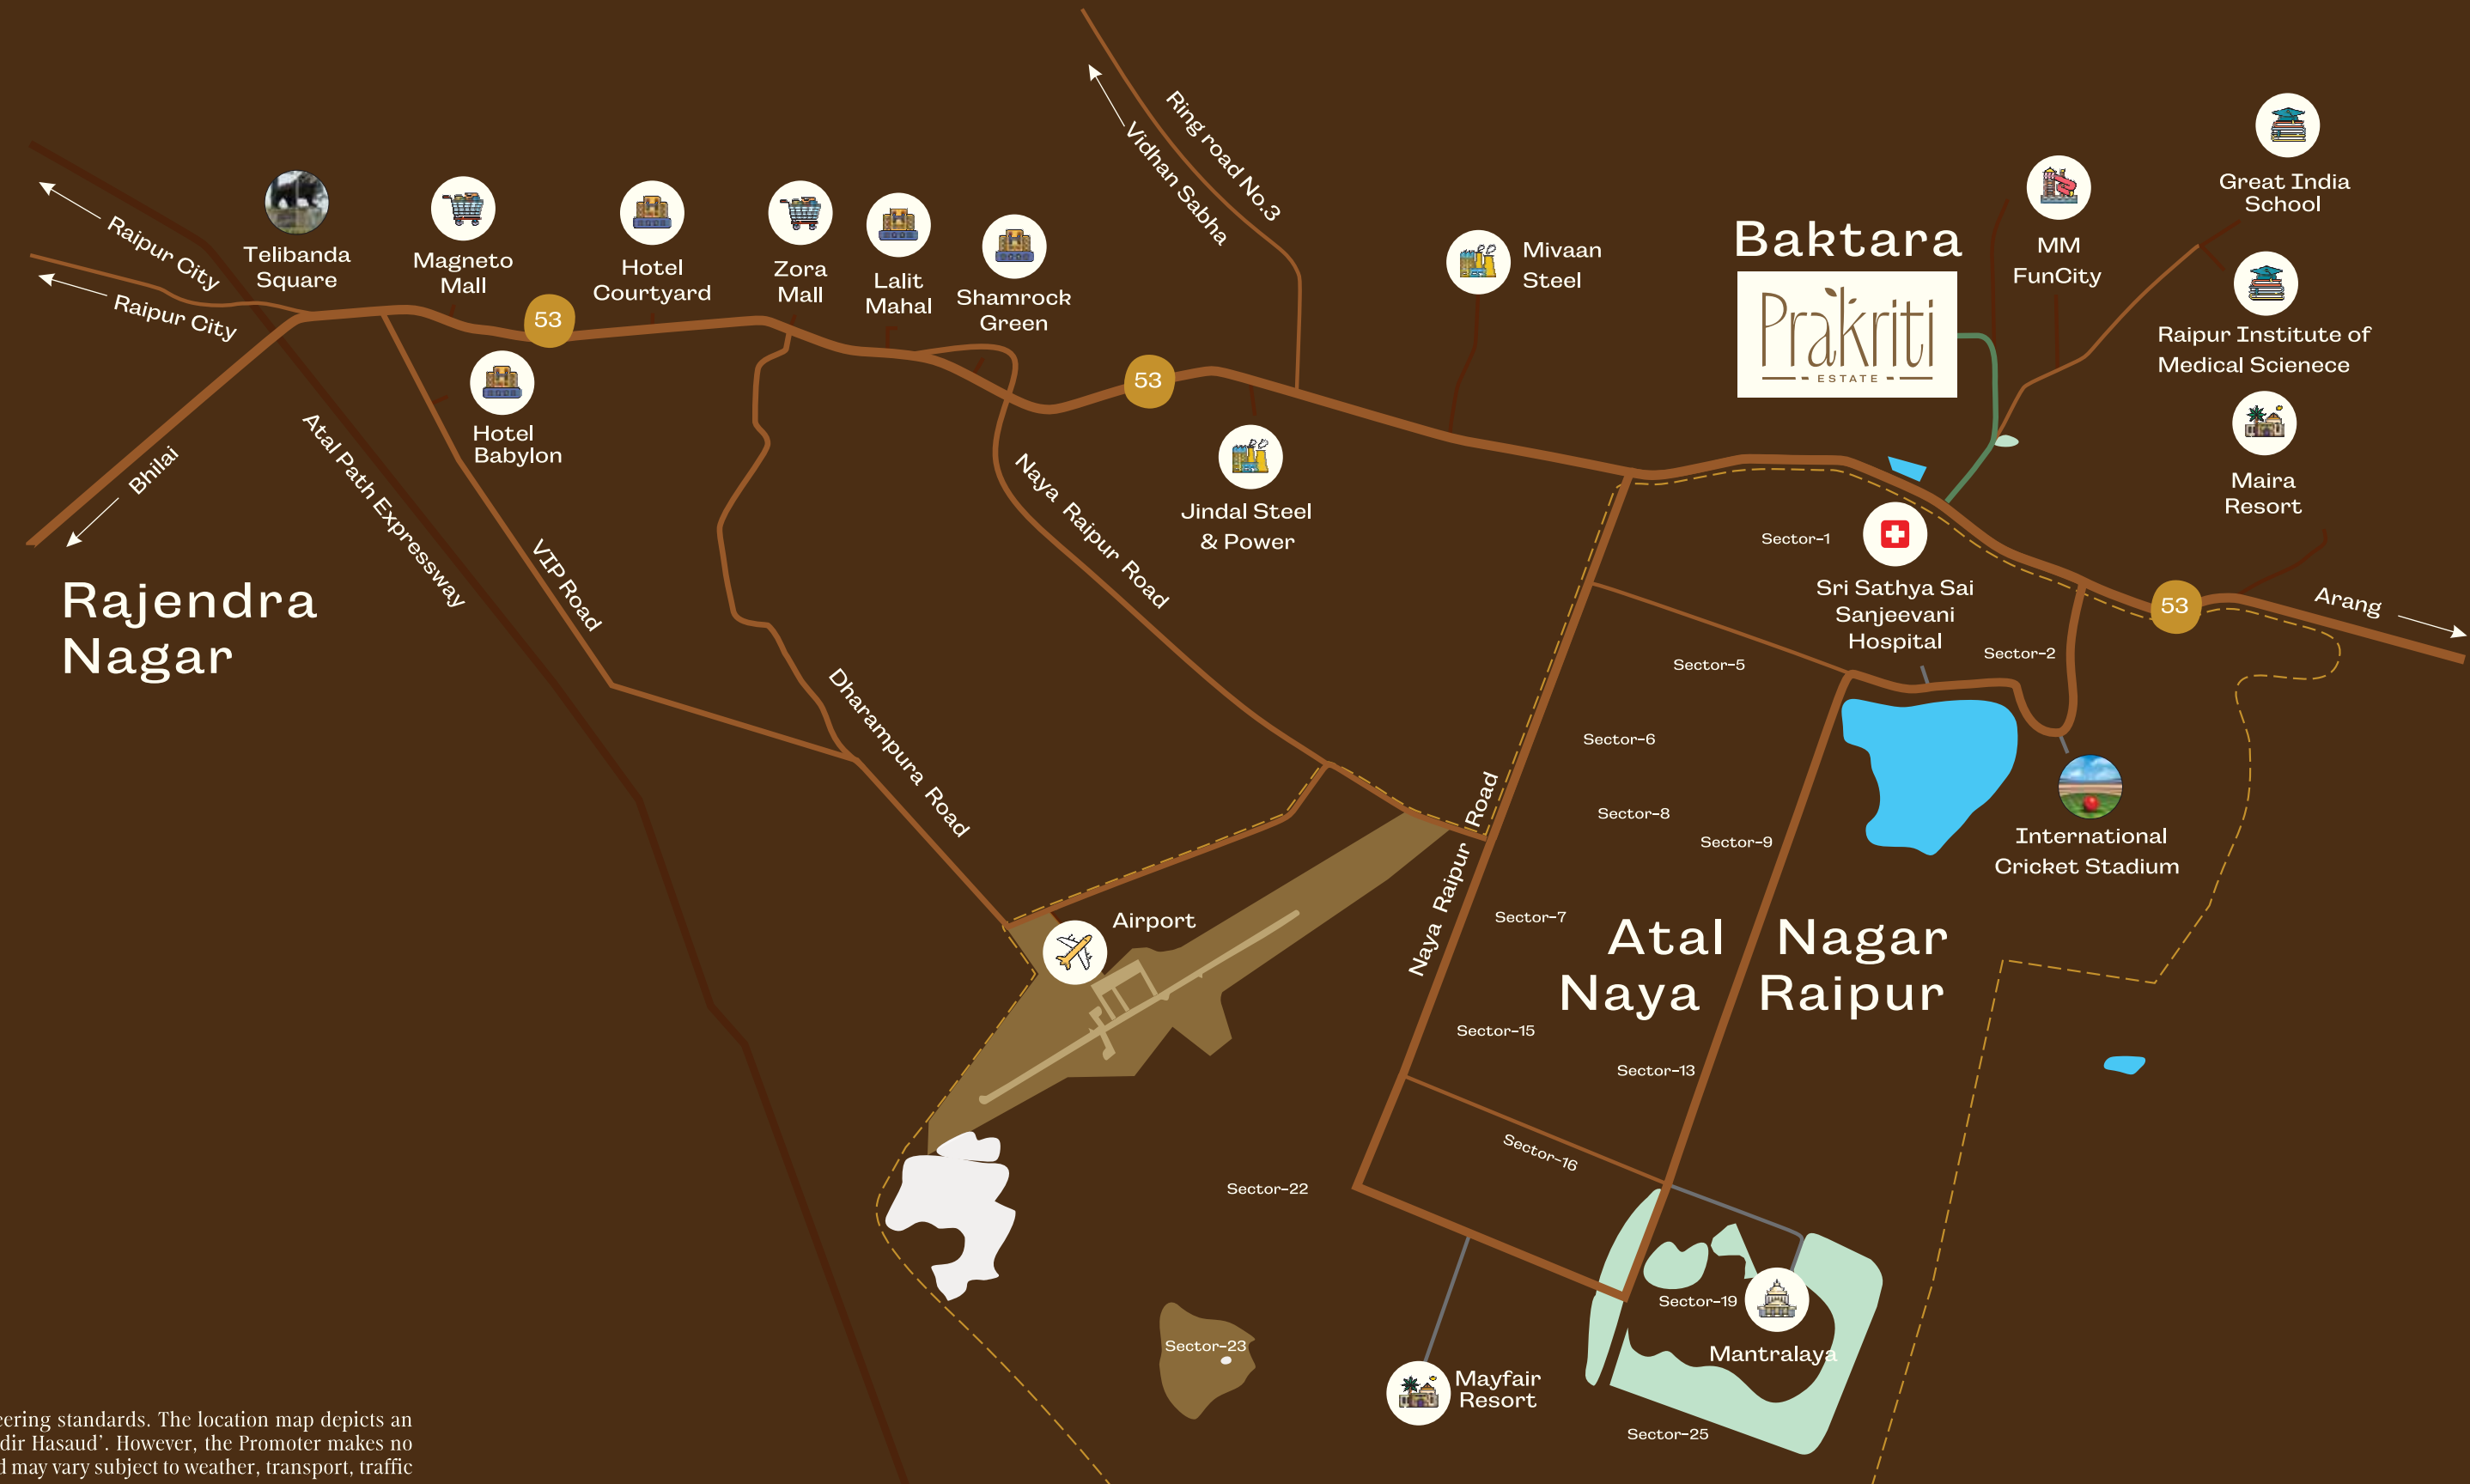 Ring road No.3
Vidhan Sabha
Raipur City
Raipur City
Telibanda
Square
Magneto
Mall
53
Hotel
Courtyard
Zora
Mall
Lalit
Mahal
Shamrock
Green
53
Mivaan
Steel
Baktara
Prakriti
ESTATE
MM
FunCity
Great India
School
Raipur Institute of
Medical Scienece
Maira
Resort
Hotel
Babylon
Bhilai
Atal Path Expressway
VIP Road
Jindal Steel
& Power
Naya Raipur Road
Rajendra
Nagar
Sector-1
Sri Sathya Sai
Sanjeevani
Hospital
Sector-2
53
Arang
Sector-5
Sector-6
Dharampura Road
Sector-8
Sector-9
International
Cricket Stadium
Naya Raipur Road
Airport
Sector-7
Atal Nagar
Naya Raipur
Sector-15
Sector-13
Sector-16
Sector-22
Sector-19
Mantralaya
Sector-23
Mayfair
Resort
Sector-25
eering standards. The location map depicts an
dir Hasaud’. However, the Promoter makes no
d may vary subject to weather, transport, traffic